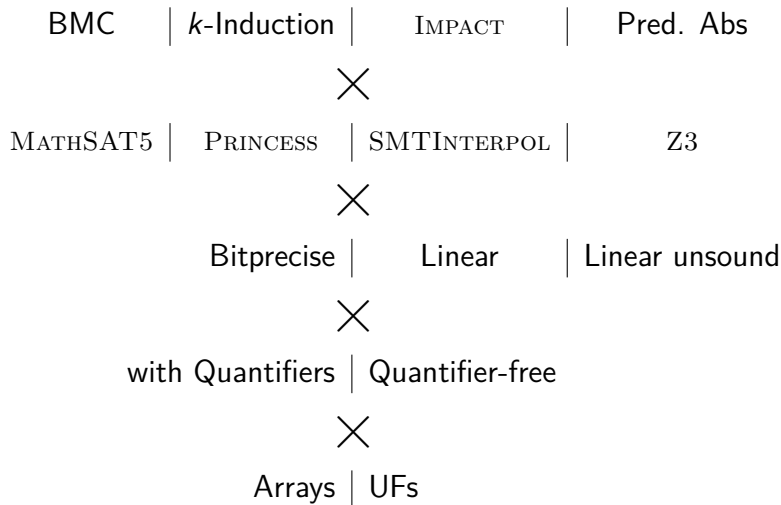 BMC | k-Induction | IMPACT | Pred. Abs
×
MATHSAT5 | PRINCESS | SMTINTERPOL | Z3
×
Bitprecise | Linear | Linear unsound
×
with Quantifiers | Quantifier-free
×
Arrays | UFs